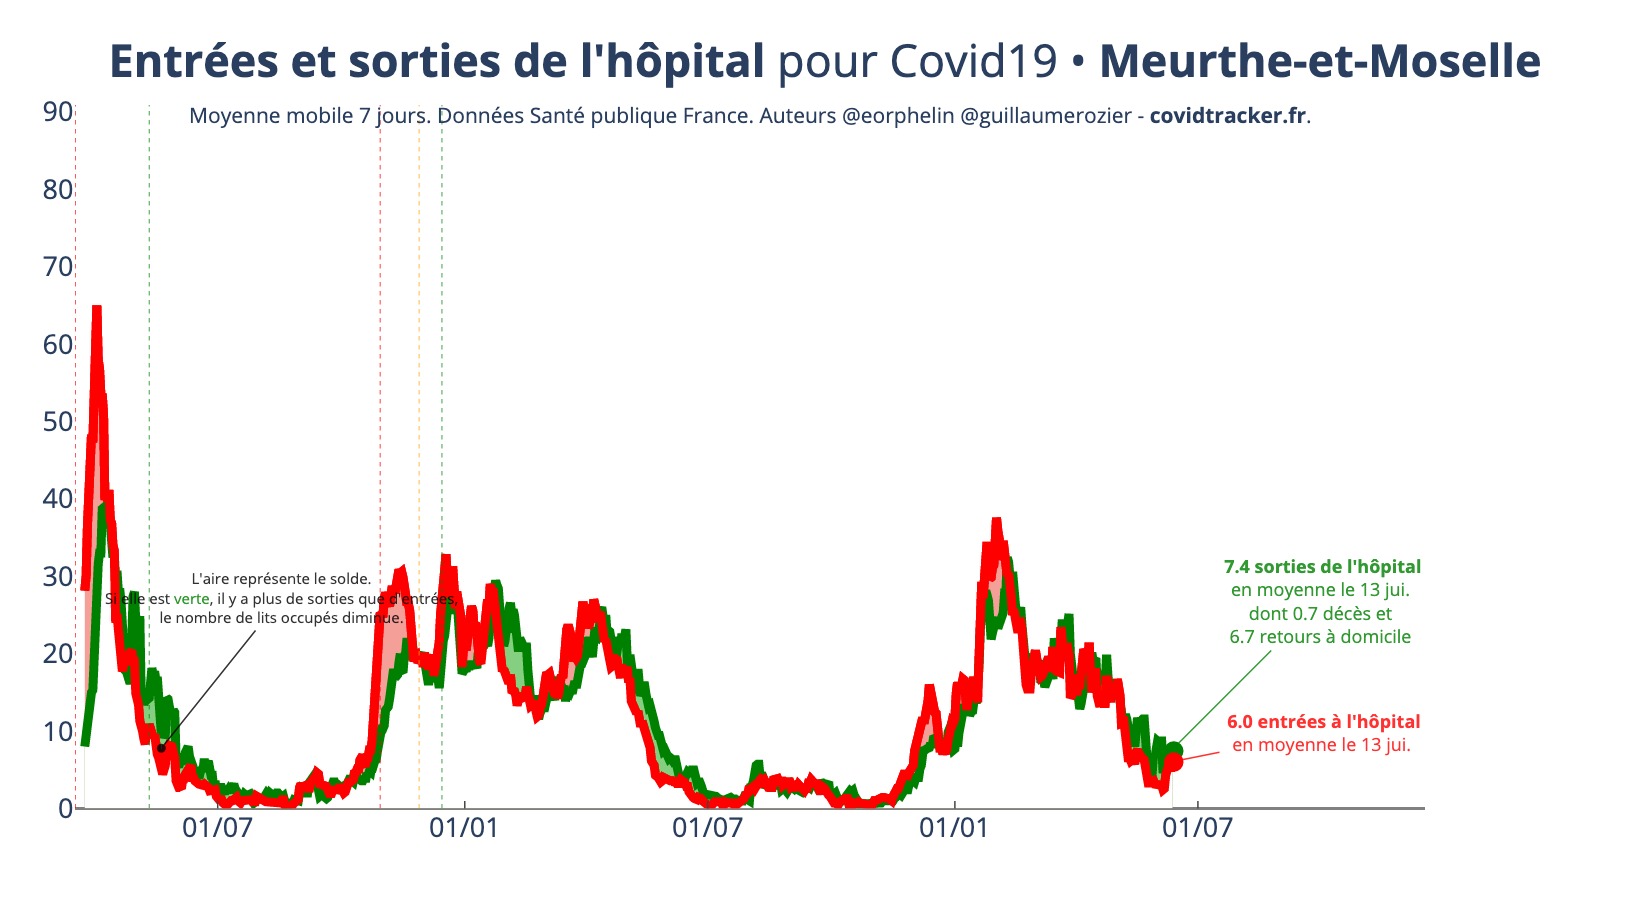 Entrées et sorties de l'hôpital pour Covid19 • Meurthe-et-Moselle
Moyenne mobile 7 jours. Données Santé publique France. Auteurs @eorphelin @guillaumerozier - covidtracker.fr.
90
80
70
60
50
40
30
20
10
0
L'aire représente le solde.
Si elle est verte, il y a plus de sorties que d'entrées,
le nombre de lits occupés diminue.
7.4 sorties de l'hôpital
en moyenne le 13 jui.
dont 0.7 décès et
6.7 retours à domicile
6.0 entrées à l'hôpital
en moyenne le 13 jui.
01/07
01/01
01/07
01/01
01/07